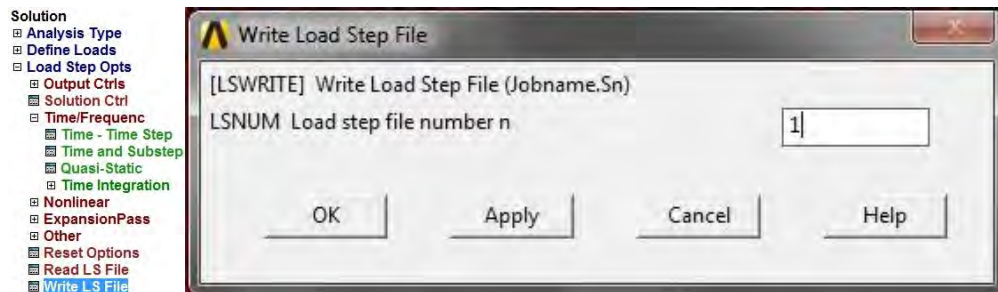 Solution
Analysis Type
Define Loads
Load Step Opts
Output Ctrls
Solution Ctrl
Time/Frequenc
Time - Time Step
Time and Substep
Quasi-Static
Time Integration
Nonlinear
ExpansionPass
Other
Reset Options
Read LS File
Write LS File
Write Load Step File
[LSWRITE] Write Load Step File (Jobname.Sn)
LSNUM Load step file number n 1
OK Apply Cancel Help